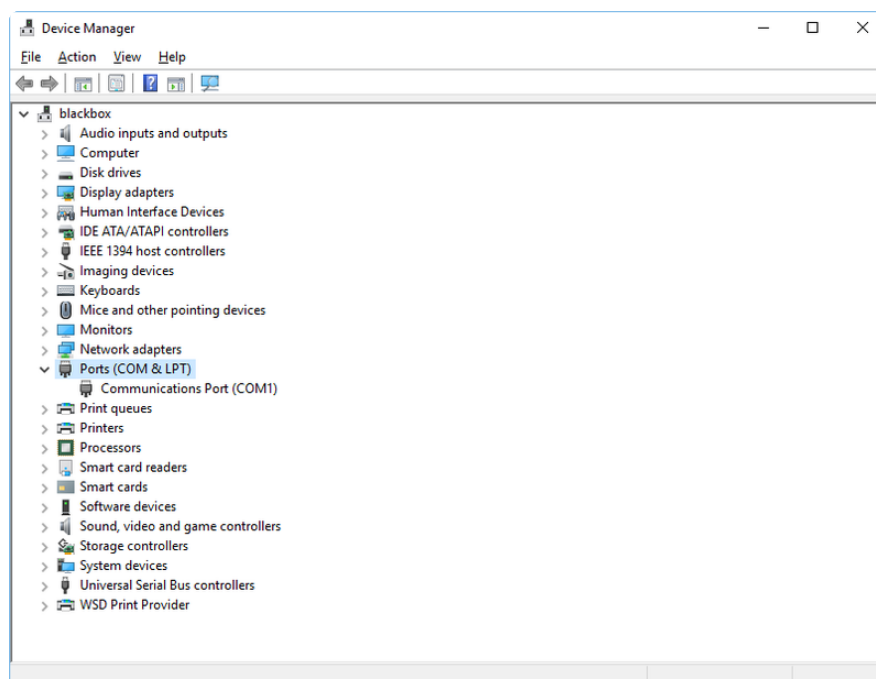 Device Manager
File Action View Help
blackbox
Audio inputs and outputs
Computer
Disk drives
Display adapters
Human Interface Devices
IDE ATA/ATAPI controllers
IEEE 1394 host controllers
Imaging devices
Keyboards
Mice and other pointing devices
Monitors
Network adapters
Ports (COM & LPT)
Communications Port (COM1)
Print queues
Printers
Processors
Smart card readers
Smart cards
Software devices
Sound, video and game controllers
Storage controllers
System devices
Universal Serial Bus controllers
WSD Print Provider